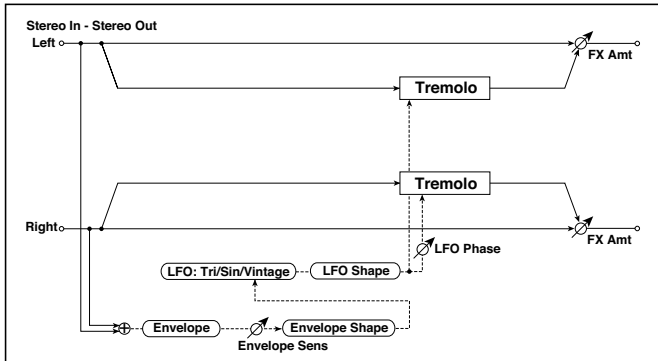 Stereo In - Stereo Out
Left
FX Amt
Tremolo
Tremolo
Right
FX Amt
LFO Phase
LFO: Tri/Sin/Vintage
LFO Shape
Envelope
Envelope Shape
Envelope Sens